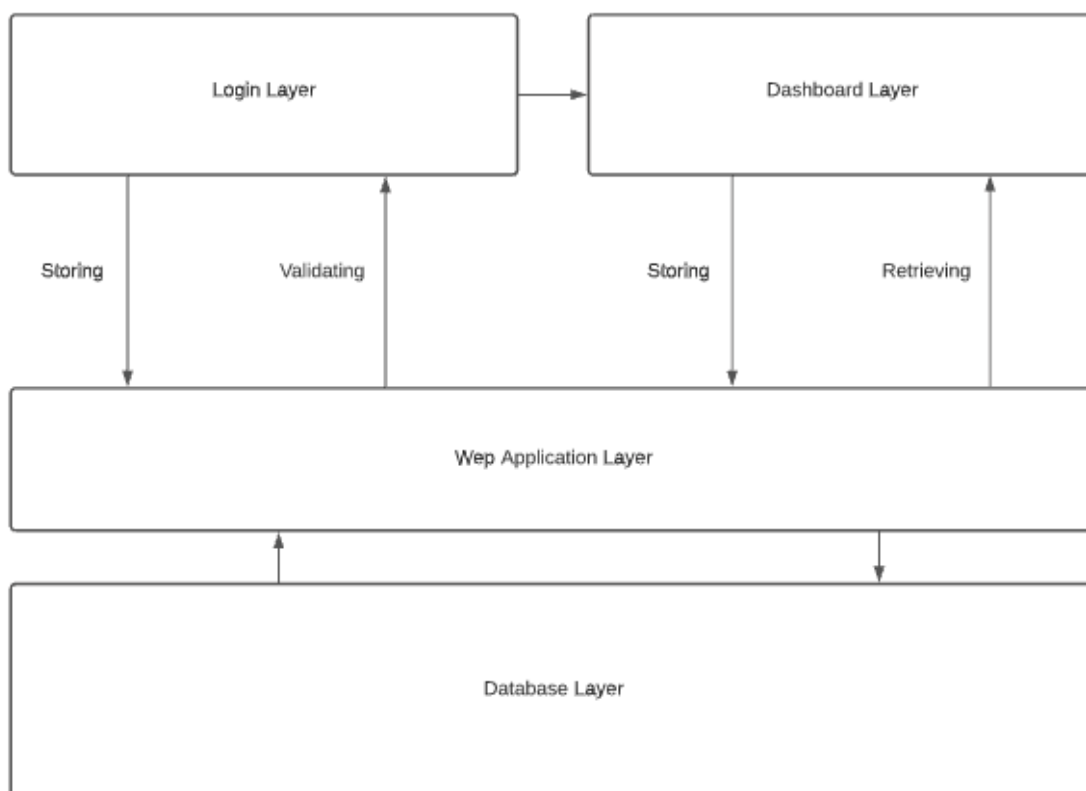 Login Layer
Dashboard Layer
Storing
Validating
Storing
Retrieving
Wep Application Layer
Database Layer